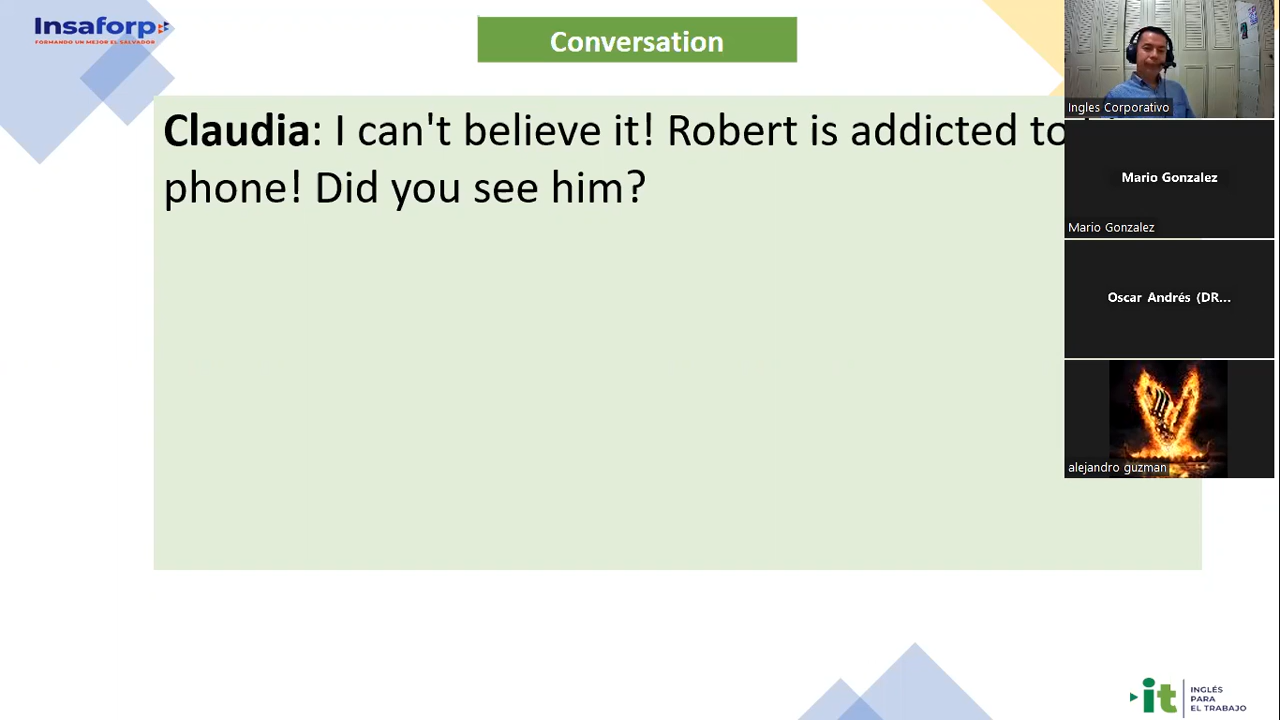 Insaforp
FORMANDO UN MEJOR EL SALVADOR
Conversation
Claudia: I can't believe it! Robert is addicted to
phone! Did you see him?
Ingles Corporativo
Mario Gonzalez
Mario Gonzalez
Oscar Andrés (DR...
alejandro guzman
it
INGLÉS
PARA
EL TRABAJO